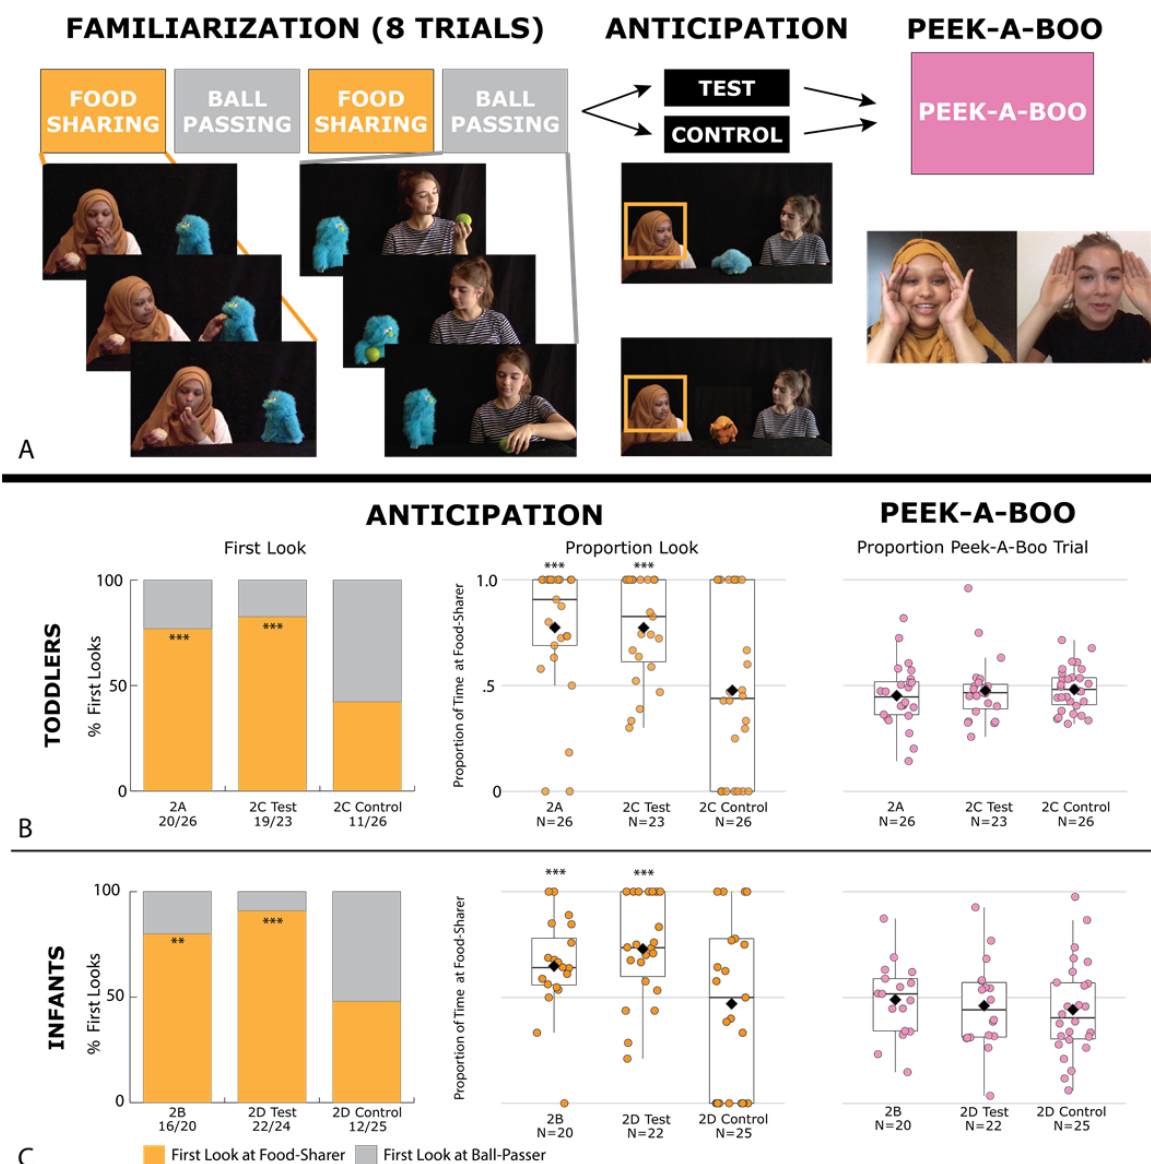 FAMILIARIZATION (8 TRIALS)
ANTICIPATION
PEEK-A-BOO
FOOD
SHARING
BALL
PASSING
FOOD
SHARING
BALL
PASSING
TEST
CONTROL
PEEK-A-BOO
A
ANTICIPATION
PEEK-A-BOO
First Look
Proportion Look
Proportion Peek-A-Boo Trial
TODDLERS
% First Looks
100
50
0
***
***
2A
20/26
2C Test
19/23
2C Control
11/26
Proportion of Time at Food-Sharer
1.0
.5
0
***
***
2A
N=26
2C Test
N=23
2C Control
N=26
2A
N=26
2C Test
N=23
2C Control
N=26
B
INFANTS
% First Looks
100
50
0
**
***
2B
16/20
2D Test
22/24
2D Control
12/25
Proportion of Time at Food-Sharer
***
***
2B
N=20
2D Test
N=22
2D Control
N=25
2B
N=20
2D Test
N=22
2D Control
N=25
C
First Look at Food-Sharer
First Look at Ball-Passer